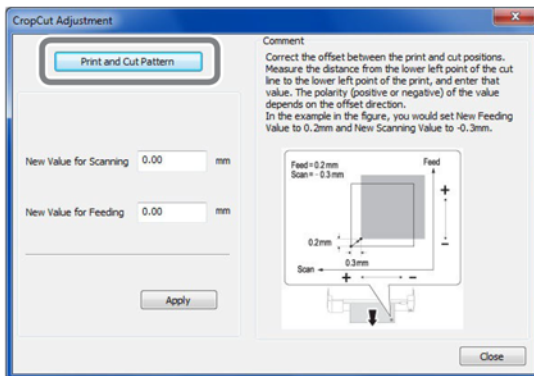 CropCut Adjustment
Print and Cut Pattern
New Value for Scanning 0.00 mm
New Value for Feeding 0.00 mm
Apply
Comment
Correct the offset between the print and cut positions.
Measure the distance from the lower left point of the cut
line to the lower left point of the print, and enter that
value. The polarity (positive or negative) of the value
depends on the offset direction.
In the example in the figure, you would set New Feeding
Value to 0.2mm and New Scanning Value to -0.3mm.
Feed=0.2mm
Scan=-0.3mm
Feed
+
−
0.2mm
0.3mm
Scan
+ −
Close